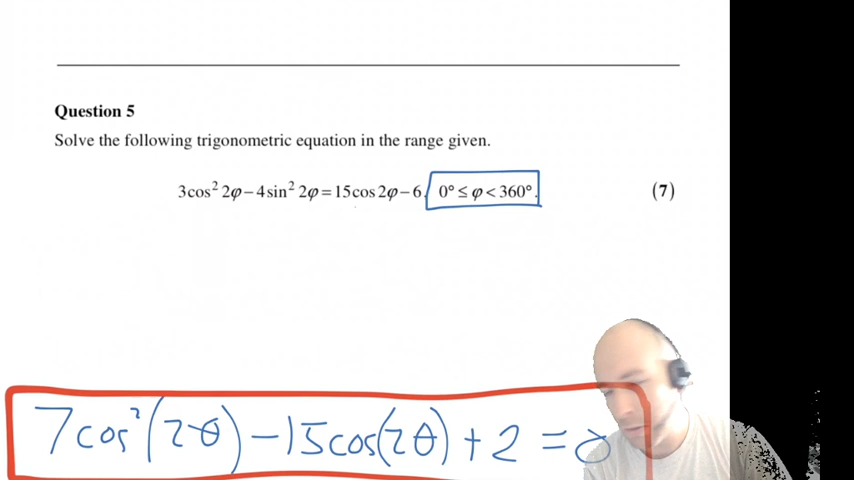 Question 5
Solve the following trigonometric equation in the range given.
3cos² 2φ − 4sin² 2φ = 15cos 2φ − 6, 0° ≤ φ < 360°. (7)
7cos²(2θ) − 15cos(2θ) + 2 = 0